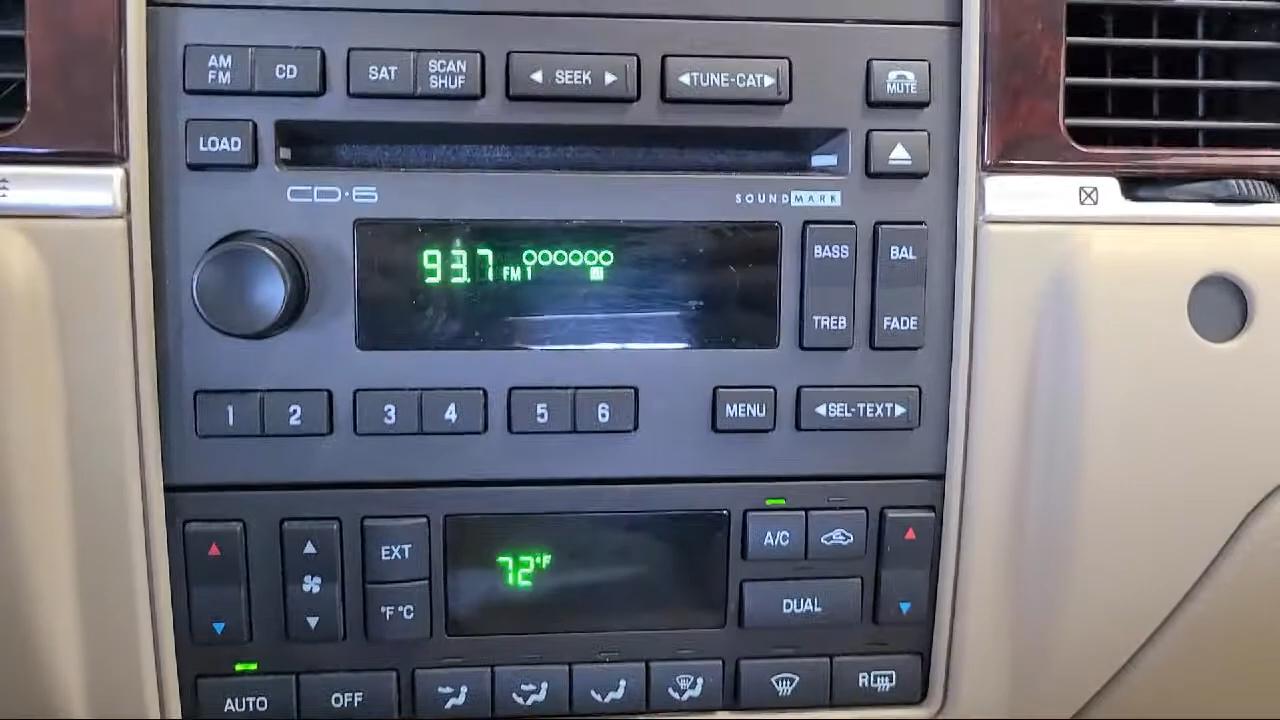 AM FM
CD
SAT
SCAN SHUF
SEEK
TUNE-CAT
MUTE
LOAD
CD·6
SOUNDMARK
93.7 FM1
BASS
TREB
BAL
FADE
1
2
3
4
5
6
MENU
SEL-TEXT
EXT
°F °C
72°F
A/C
DUAL
AUTO
OFF
R